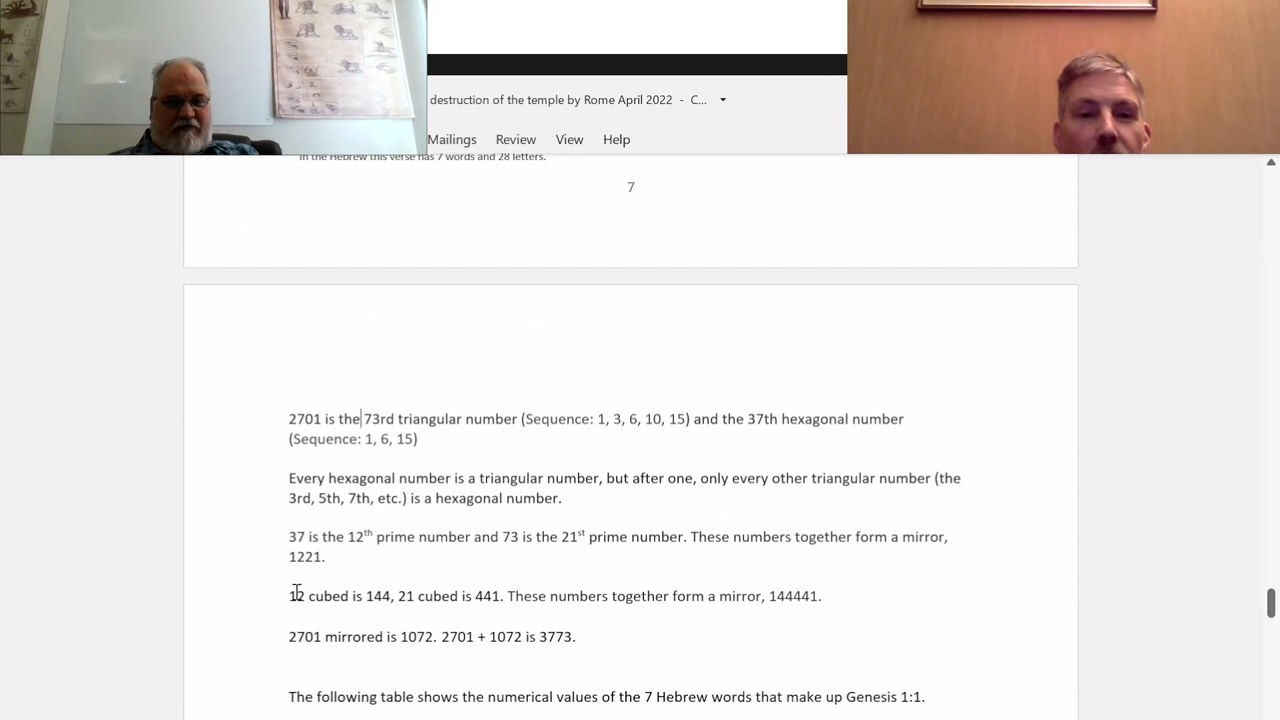 destruction of the temple by Rome April 2022 - C...
Mailings Review View Help
In the Hebrew this verse has 7 words and 28 letters.
7
2701 is the 73rd triangular number (Sequence: 1, 3, 6, 10, 15) and the 37th hexagonal number
(Sequence: 1, 6, 15)
Every hexagonal number is a triangular number, but after one, only every other triangular number (the
3rd, 5th, 7th, etc.) is a hexagonal number.
37 is the 12th prime number and 73 is the 21st prime number. These numbers together form a mirror,
1221.
12 cubed is 144, 21 cubed is 441. These numbers together form a mirror, 144441.
2701 mirrored is 1072. 2701 + 1072 is 3773.
The following table shows the numerical values of the 7 Hebrew words that make up Genesis 1:1.